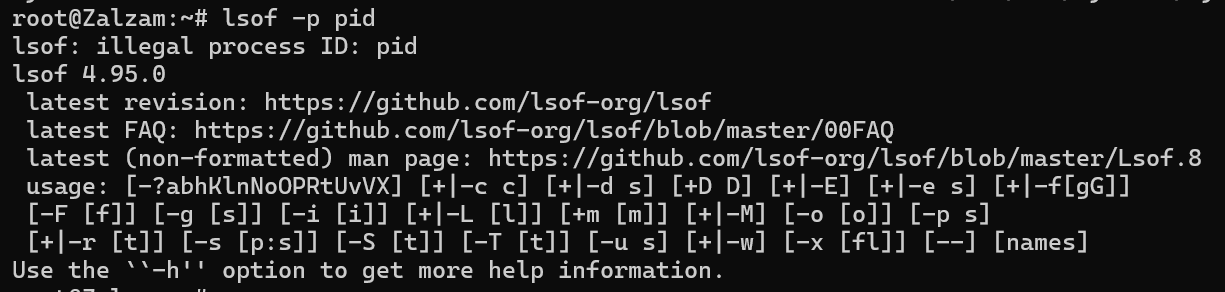 root@Zalzam:~# lsof -p pid
lsof: illegal process ID: pid
lsof 4.95.0
 latest revision: https://github.com/lsof-org/lsof
 latest FAQ: https://github.com/lsof-org/lsof/blob/master/00FAQ
 latest (non-formatted) man page: https://github.com/lsof-org/lsof/blob/master/Lsof.8
 usage: [-?abhKlnNoOPRtUvVX] [+|-c c] [+|-d s] [+D D] [+|-E] [+|-e s] [+|-f[gG]]
 [-F [f]] [-g [s]] [-i [i]] [+|-L [l]] [+m [m]] [+|-M] [-o [o]] [-p s]
 [+|-r [t]] [-s [p:s]] [-S [t]] [-T [t]] [-u s] [+|-w] [-x [fl]] [--] [names]
Use the ``-h'' option to get more help information.